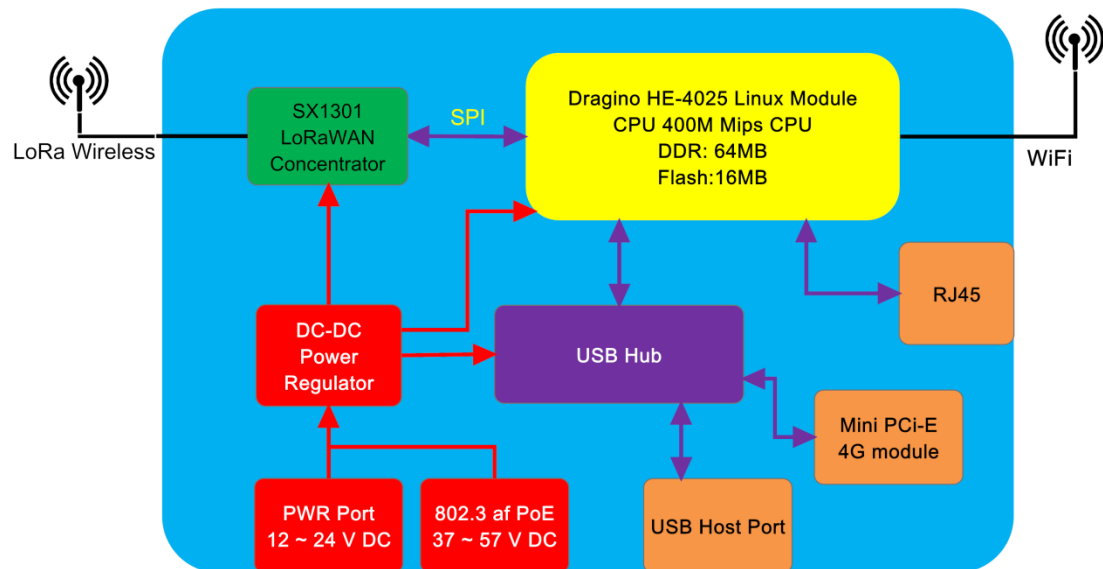 LoRa Wireless
SX1301
LoRaWAN
Concentrator
SPI
Dragino HE-4025 Linux Module
CPU 400M Mips CPU
DDR: 64MB
Flash:16MB
WiFi
RJ45
DC-DC
Power
Regulator
USB Hub
Mini PCi-E
4G module
PWR Port
12 ~ 24 V DC
802.3 af PoE
37 ~ 57 V DC
USB Host Port